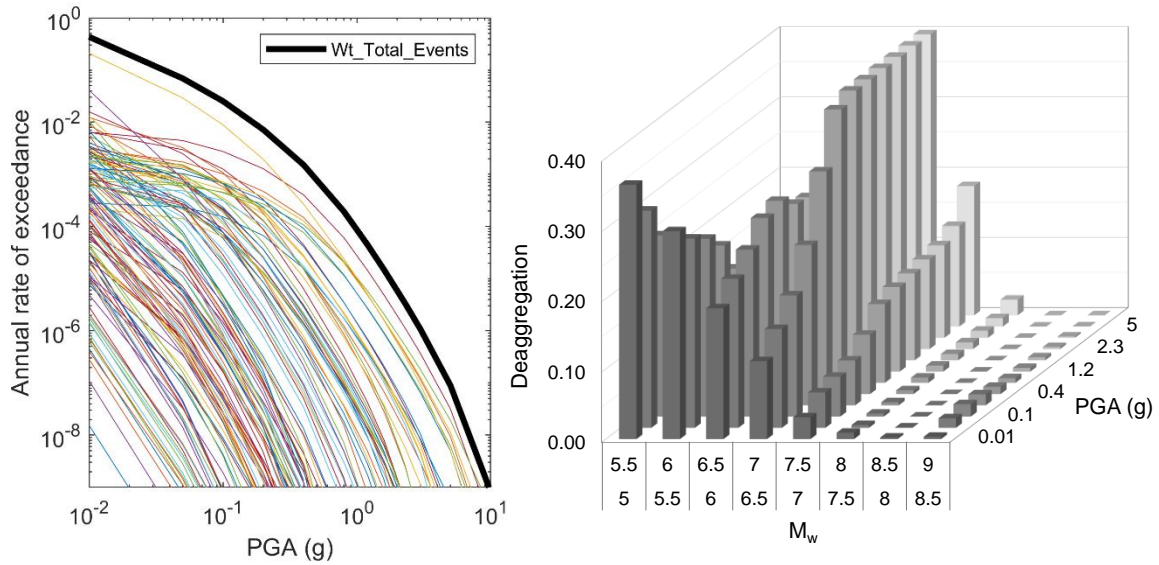 Wt_Total_Events
Annual rate of exceedance
10^0
10^-2
10^-4
10^-6
10^-8
10^-2
10^-1
10^0
10^1
PGA (g)
Deaggregation
0.40
0.30
0.20
0.10
0.00
5.5 6 6.5 7 7.5 8 8.5 9
5 5.5 6 6.5 7 7.5 8 8.5
M_w
0.01
0.1
0.4
1.2
2.3
5
PGA (g)